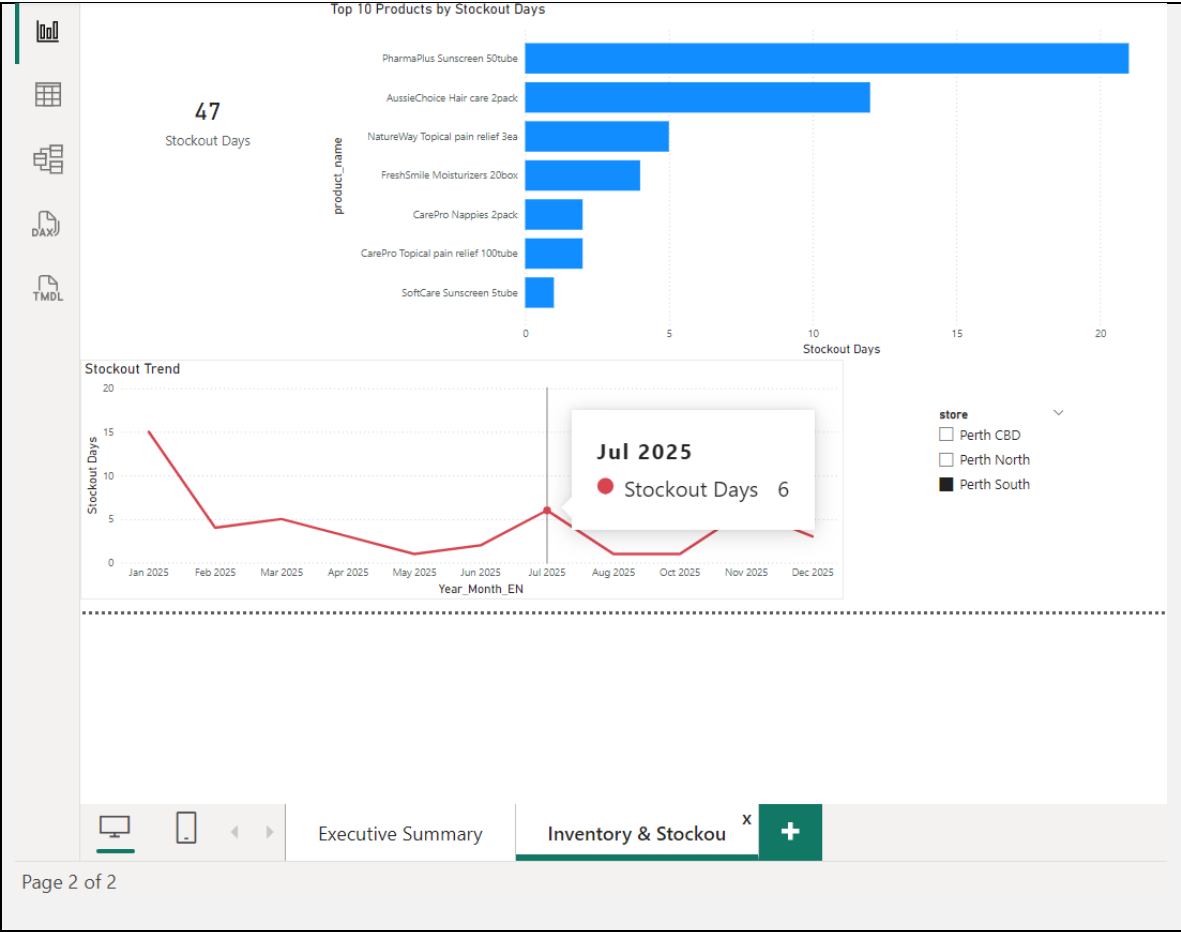 Top 10 Products by Stockout Days
47
Stockout Days
product_name
PharmaPlus Sunscreen 50tube
AussieChoice Hair care 2pack
NatureWay Topical pain relief 3ea
FreshSmile Moisturizers 20box
CarePro Nappies 2pack
CarePro Topical pain relief 100tube
SoftCare Sunscreen 5tube
0 5 10 15 20
Stockout Days
DAX
TMDL
Stockout Trend
Stockout Days
20
15
10
5
0
Jan 2025 Feb 2025 Mar 2025 Apr 2025 May 2025 Jun 2025 Jul 2025 Aug 2025 Oct 2025 Nov 2025 Dec 2025
Year_Month_EN
Jul 2025
Stockout Days 6
store
Perth CBD
Perth North
Perth South
Executive Summary
Inventory & Stockou
x
+
Page 2 of 2